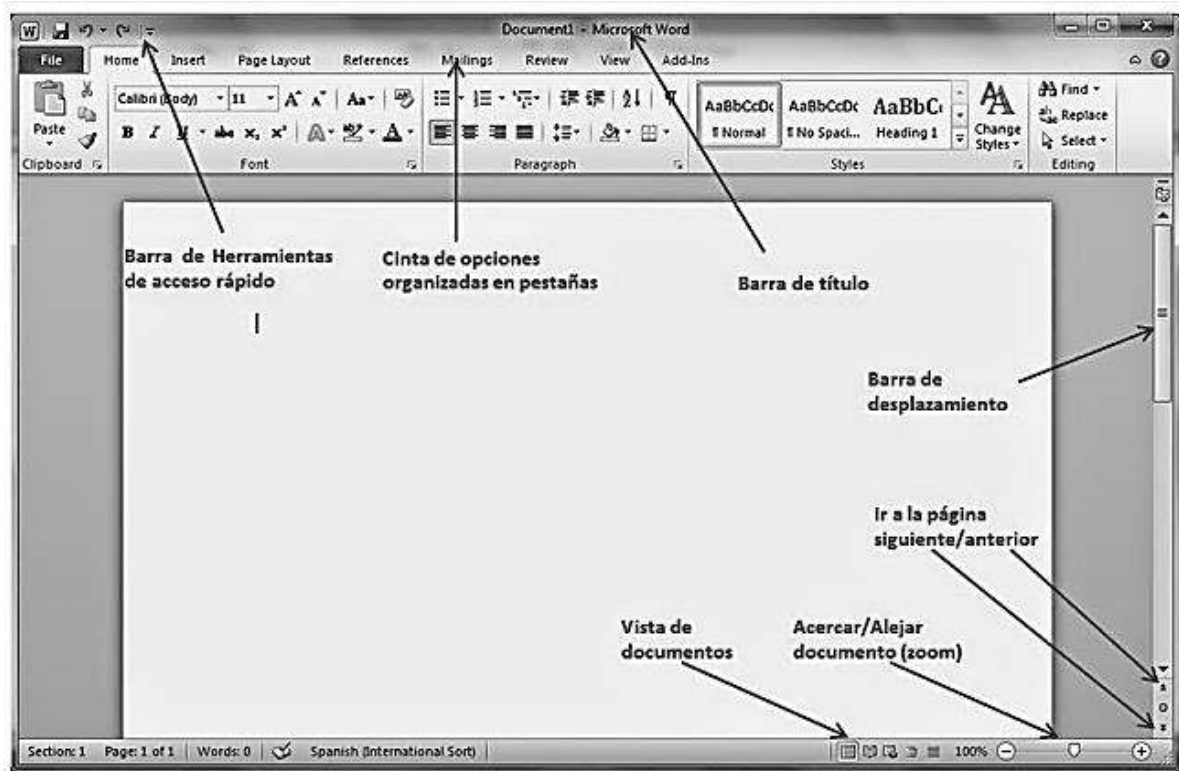 W
Document1 - Microsoft Word
File Home Insert Page Layout References Mailings Review View Add-Ins
Paste
Calibri (Body) 11 A A Aa
B I U abc x₂ x² A A
AaBbCcDc AaBbCcDc AaBbC
¶ Normal ¶ No Spaci... Heading 1
Change
Styles
Find
Replace
Select
Clipboard Font Paragraph Styles Editing
Barra de Herramientas
de acceso rápido
Cinta de opciones
organizadas en pestañas
Barra de título
Barra de
desplazamiento
Ir a la página
siguiente/anterior
Vista de
documentos
Acercar/Alejar
documento (zoom)
Section: 1 Page: 1 of 1 Words: 0 Spanish (International Sort) 100%